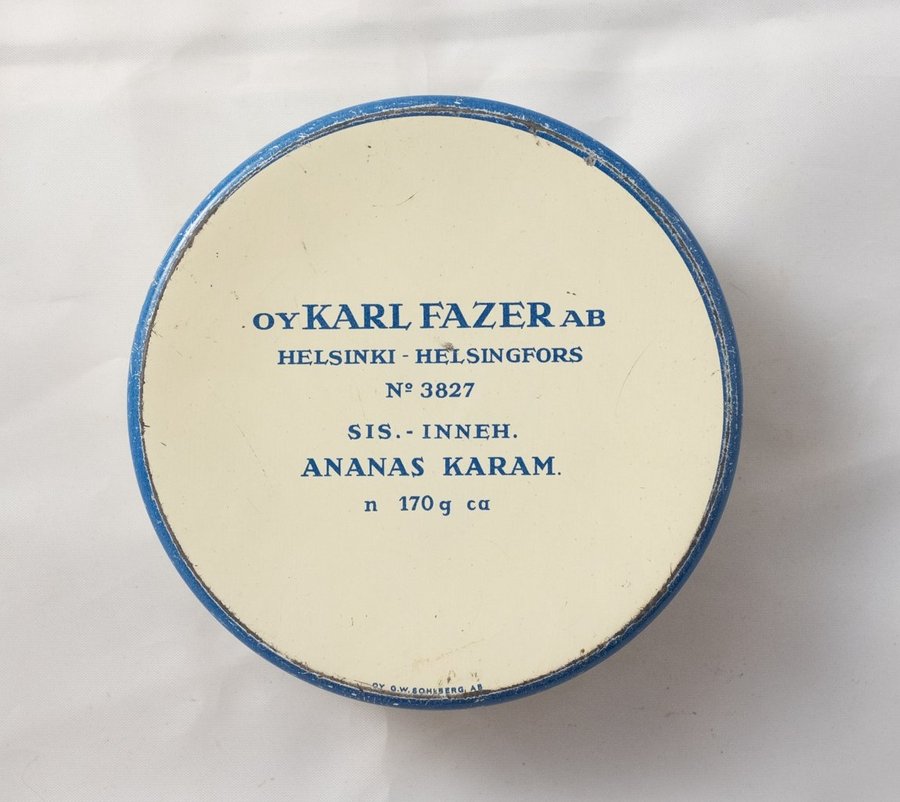 OY KARL FAZER AB
HELSINKI - HELSINGFORS
Nº 3827
SIS. - INNEH.
ANANAS KARAM.
n 170 g ca
OY G.W. SOHLBERG AB